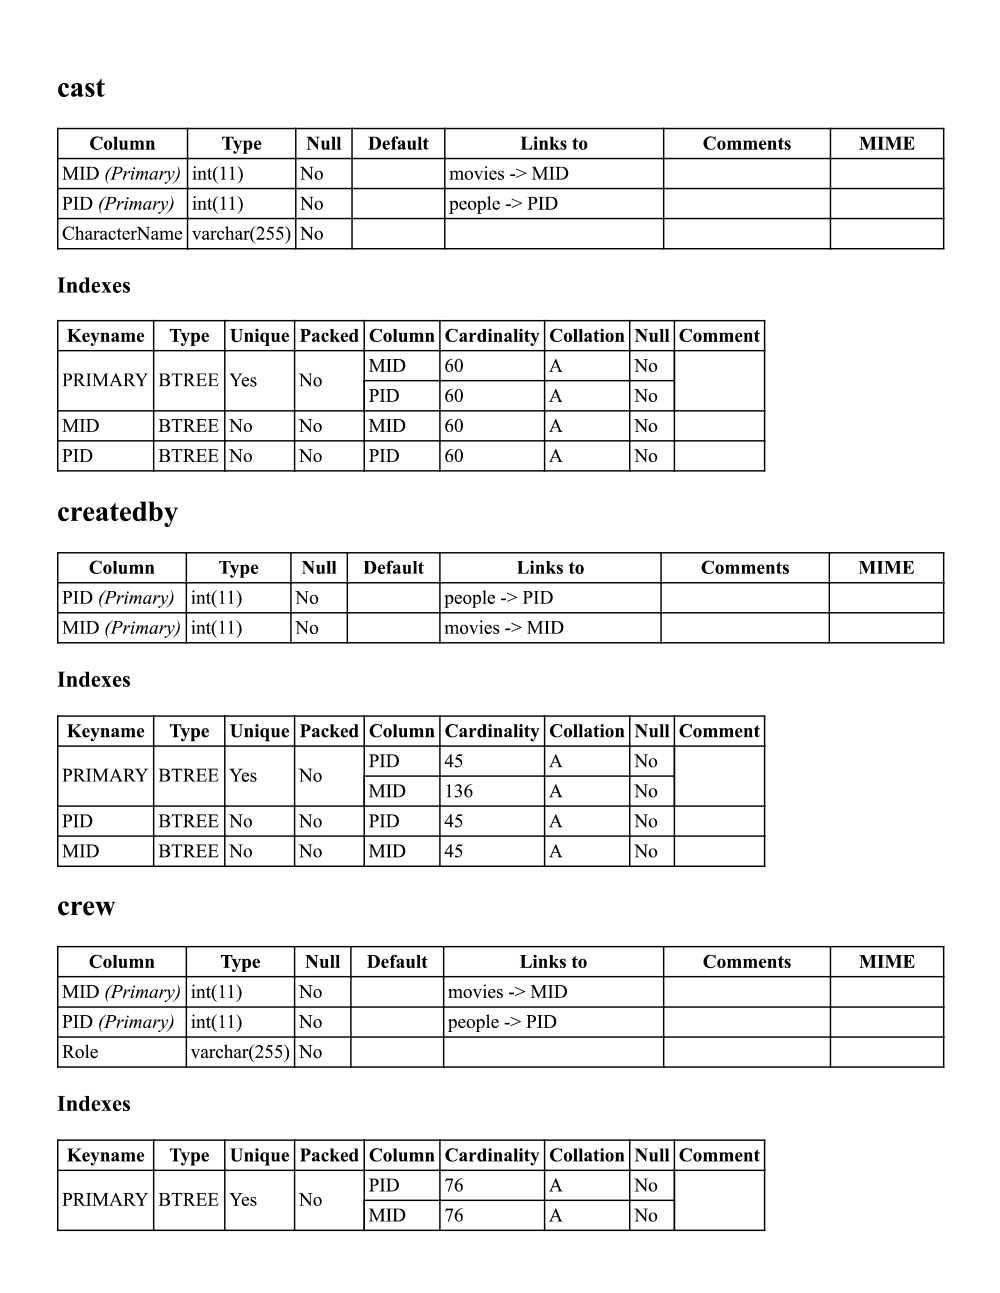 cast
Column Type Null Default Links to Comments MIME
MID (Primary) int(11) No movies -> MID
PID (Primary) int(11) No people -> PID
CharacterName varchar(255) No
Indexes
Keyname Type Unique Packed Column Cardinality Collation Null Comment
PRIMARY BTREE Yes No MID 60 A No
PID 60 A No
MID BTREE No No MID 60 A No
PID BTREE No No PID 60 A No
createdby
Column Type Null Default Links to Comments MIME
PID (Primary) int(11) No people -> PID
MID (Primary) int(11) No movies -> MID
Indexes
Keyname Type Unique Packed Column Cardinality Collation Null Comment
PRIMARY BTREE Yes No PID 45 A No
MID 136 A No
PID BTREE No No PID 45 A No
MID BTREE No No MID 45 A No
crew
Column Type Null Default Links to Comments MIME
MID (Primary) int(11) No movies -> MID
PID (Primary) int(11) No people -> PID
Role varchar(255) No
Indexes
Keyname Type Unique Packed Column Cardinality Collation Null Comment
PRIMARY BTREE Yes No PID 76 A No
MID 76 A No